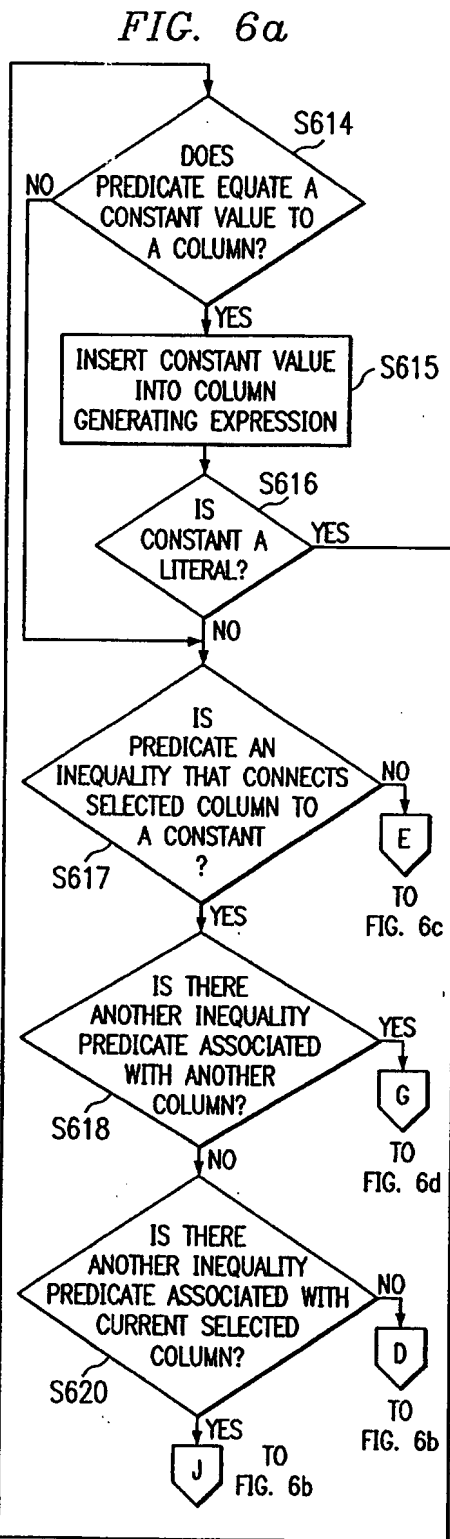 FIG. 6a
S614
DOES
PREDICATE EQUATE A
CONSTANT VALUE TO
A COLUMN?
NO
YES
INSERT CONSTANT VALUE
INTO COLUMN
GENERATING EXPRESSION
S615
S616
IS
CONSTANT A
LITERAL?
YES
NO
IS
PREDICATE AN
INEQUALITY THAT CONNECTS
SELECTED COLUMN TO
A CONSTANT
?
NO
S617
E
TO
FIG. 6c
YES
IS THERE
ANOTHER INEQUALITY
PREDICATE ASSOCIATED
WITH ANOTHER
COLUMN?
YES
S618
G
TO
FIG. 6d
NO
IS THERE
ANOTHER INEQUALITY
PREDICATE ASSOCIATED WITH
CURRENT SELECTED
COLUMN?
NO
S620
D
TO
FIG. 6b
YES
J
TO
FIG. 6b